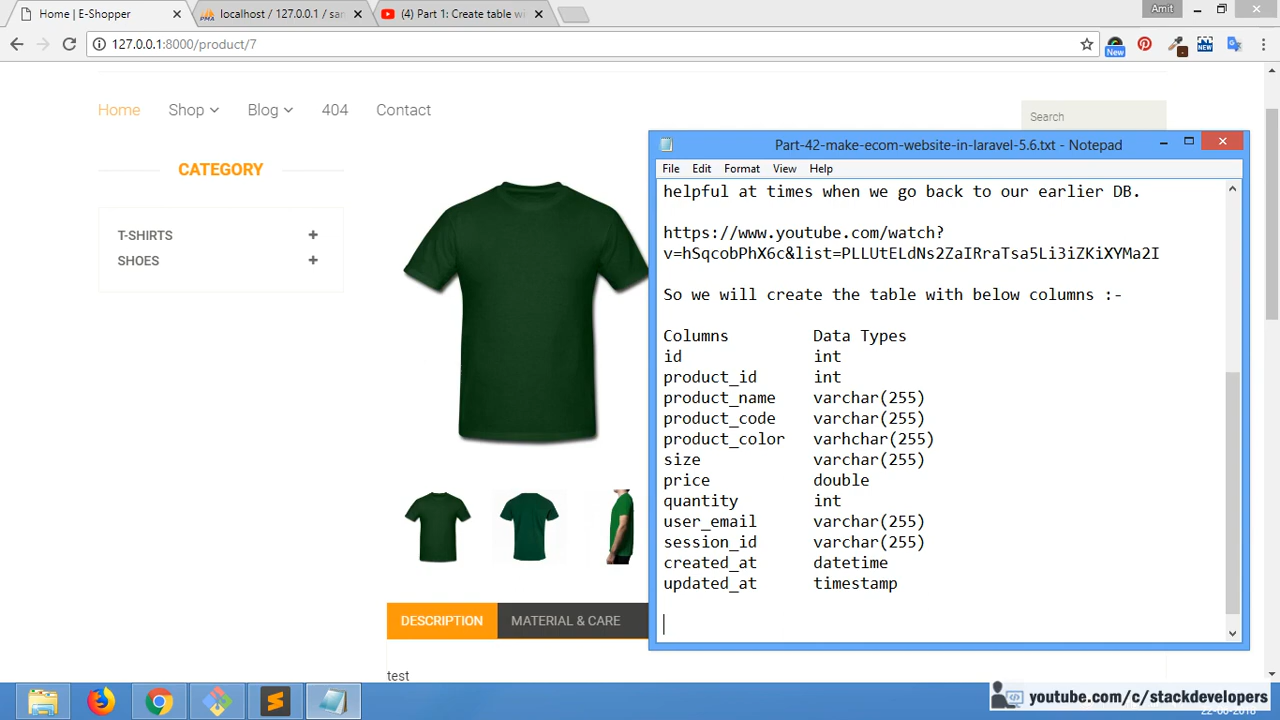 Home | E-Shopper
localhost / 127.0.0.1 / sar
(4) Part 1: Create table wi
Amit
127.0.0.1:8000/product/7
New
NEW
Home
Shop
Blog
404
Contact
Search
CATEGORY
T-SHIRTS +
SHOES +
DESCRIPTION
MATERIAL & CARE
test
Part-42-make-ecom-website-in-laravel-5.6.txt - Notepad
File Edit Format View Help
helpful at times when we go back to our earlier DB.
https://www.youtube.com/watch?
v=hSqcobPhX6c&list=PLLUtELdNs2ZaIRraTsa5Li3iZKiXYMa2I
So we will create the table with below columns :-
Columns Data Types
id int
product_id int
product_name varchar(255)
product_code varchar(255)
product_color varhchar(255)
size varchar(255)
price double
quantity int
user_email varchar(255)
session_id varchar(255)
created_at datetime
updated_at timestamp
youtube.com/c/stackdevelopers